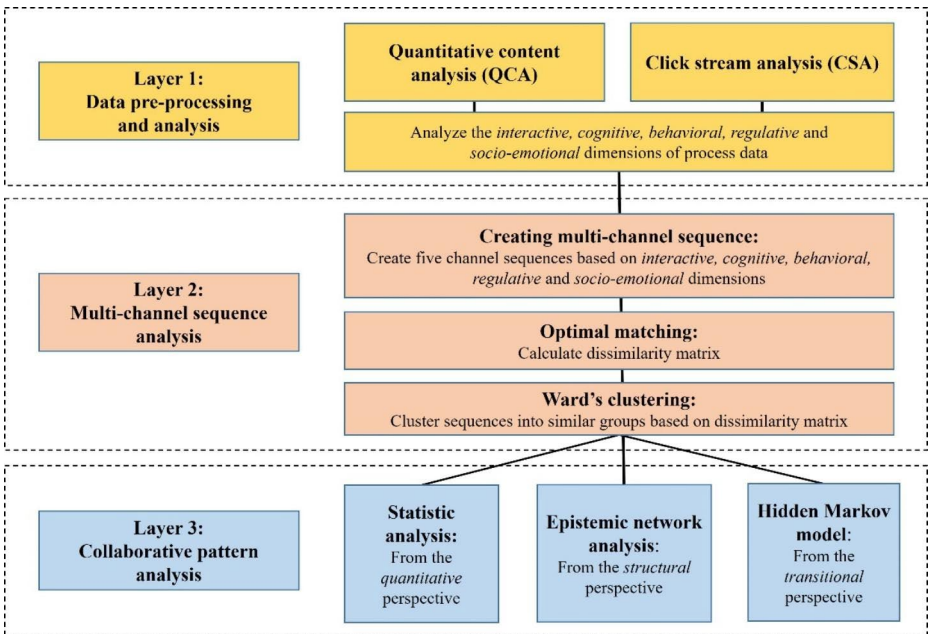 Layer 1:
Data pre-processing
and analysis
Quantitative content
analysis (QCA)
Click stream analysis (CSA)
Analyze the interactive, cognitive, behavioral, regulative and
socio-emotional dimensions of process data
Layer 2:
Multi-channel sequence
analysis
Creating multi-channel sequence:
Create five channel sequences based on interactive, cognitive, behavioral,
regulative and socio-emotional dimensions
Optimal matching:
Calculate dissimilarity matrix
Ward's clustering:
Cluster sequences into similar groups based on dissimilarity matrix
Layer 3:
Collaborative pattern
analysis
Statistic
analysis:
From the
quantitative
perspective
Epistemic network
analysis:
From the structural
perspective
Hidden Markov
model:
From the
transitional
perspective